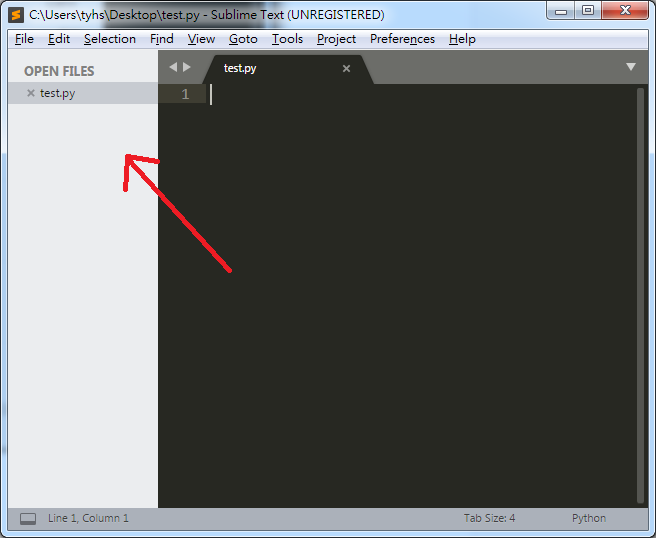 C:\Users\tyhs\Desktop\test.py - Sublime Text (UNREGISTERED)
File Edit Selection Find View Goto Tools Project Preferences Help
OPEN FILES
test.py
test.py
1
Line 1, Column 1 Tab Size: 4 Python